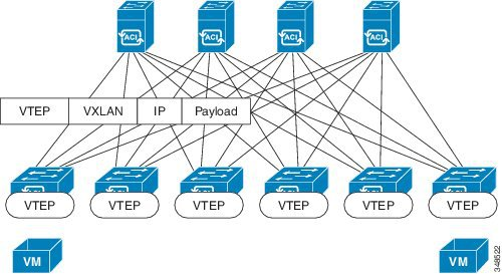 ACI ACI ACI ACI
VTEP VXLAN IP Payload
VTEP VTEP VTEP VTEP VTEP VTEP
VM VM
348522